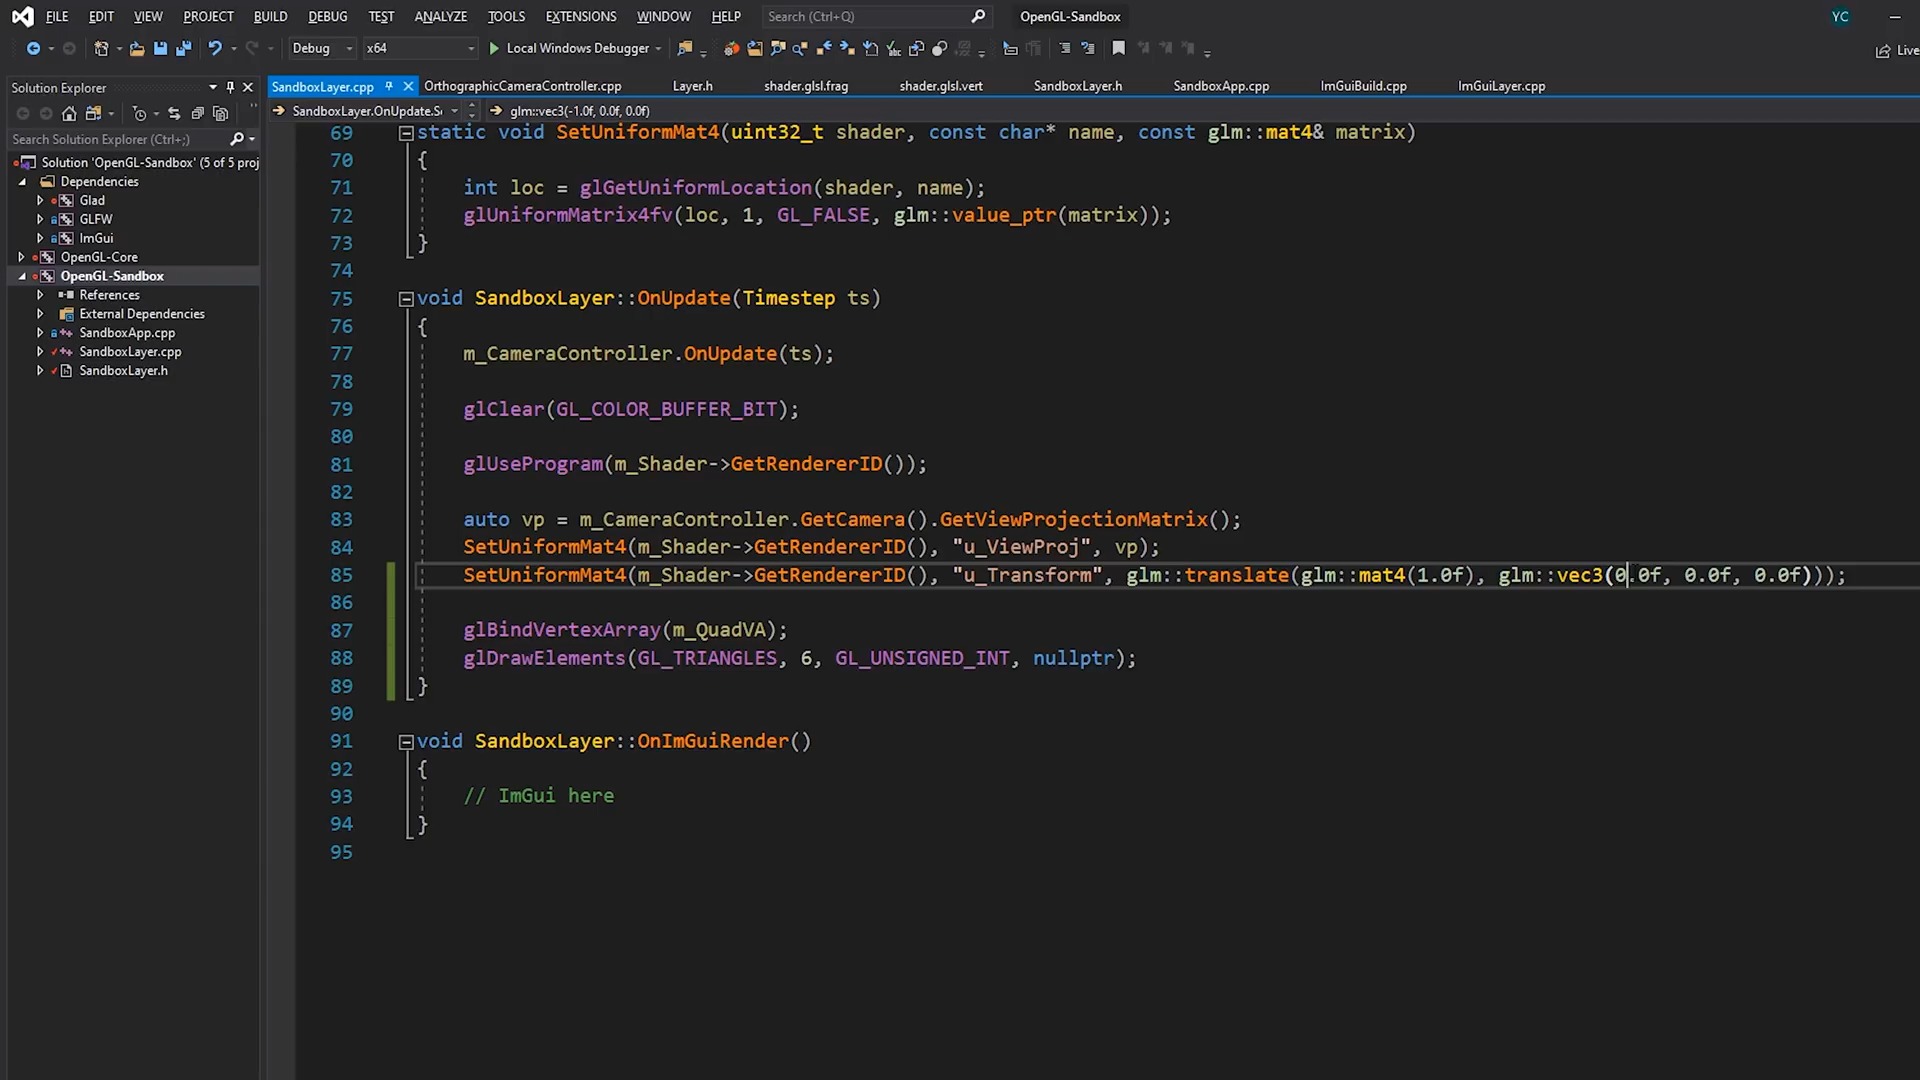 FILE EDIT VIEW PROJECT BUILD DEBUG TEST ANALYZE TOOLS EXTENSIONS WINDOW HELP Search (Ctrl+Q) OpenGL-Sandbox YC
Debug x64 Local Windows Debugger Live
Solution Explorer
Search Solution Explorer (Ctrl+;)
Solution 'OpenGL-Sandbox' (5 of 5 proj
Dependencies
Glad
GLFW
ImGui
OpenGL-Core
OpenGL-Sandbox
References
External Dependencies
SandboxApp.cpp
SandboxLayer.cpp
SandboxLayer.h
SandboxLayer.cpp OrthographicCameraController.cpp Layer.h shader.glsl.frag shader.glsl.vert SandboxLayer.h SandboxApp.cpp ImGuiBuild.cpp ImGuiLayer.cpp
SandboxLayer.OnUpdate.S glm::vec3(-1.0f, 0.0f, 0.0f)
69 static void SetUniformMat4(uint32_t shader, const char* name, const glm::mat4& matrix)
70 {
71 int loc = glGetUniformLocation(shader, name);
72 glUniformMatrix4fv(loc, 1, GL_FALSE, glm::value_ptr(matrix));
73 }
74
75 void SandboxLayer::OnUpdate(Timestep ts)
76 {
77 m_CameraController.OnUpdate(ts);
78
79 glClear(GL_COLOR_BUFFER_BIT);
80
81 glUseProgram(m_Shader->GetRendererID());
82
83 auto vp = m_CameraController.GetCamera().GetViewProjectionMatrix();
84 SetUniformMat4(m_Shader->GetRendererID(), "u_ViewProj", vp);
85 SetUniformMat4(m_Shader->GetRendererID(), "u_Transform", glm::translate(glm::mat4(1.0f), glm::vec3(0.0f, 0.0f, 0.0f)));
86
87 glBindVertexArray(m_QuadVA);
88 glDrawElements(GL_TRIANGLES, 6, GL_UNSIGNED_INT, nullptr);
89 }
90
91 void SandboxLayer::OnImGuiRender()
92 {
93 // ImGui here
94 }
95